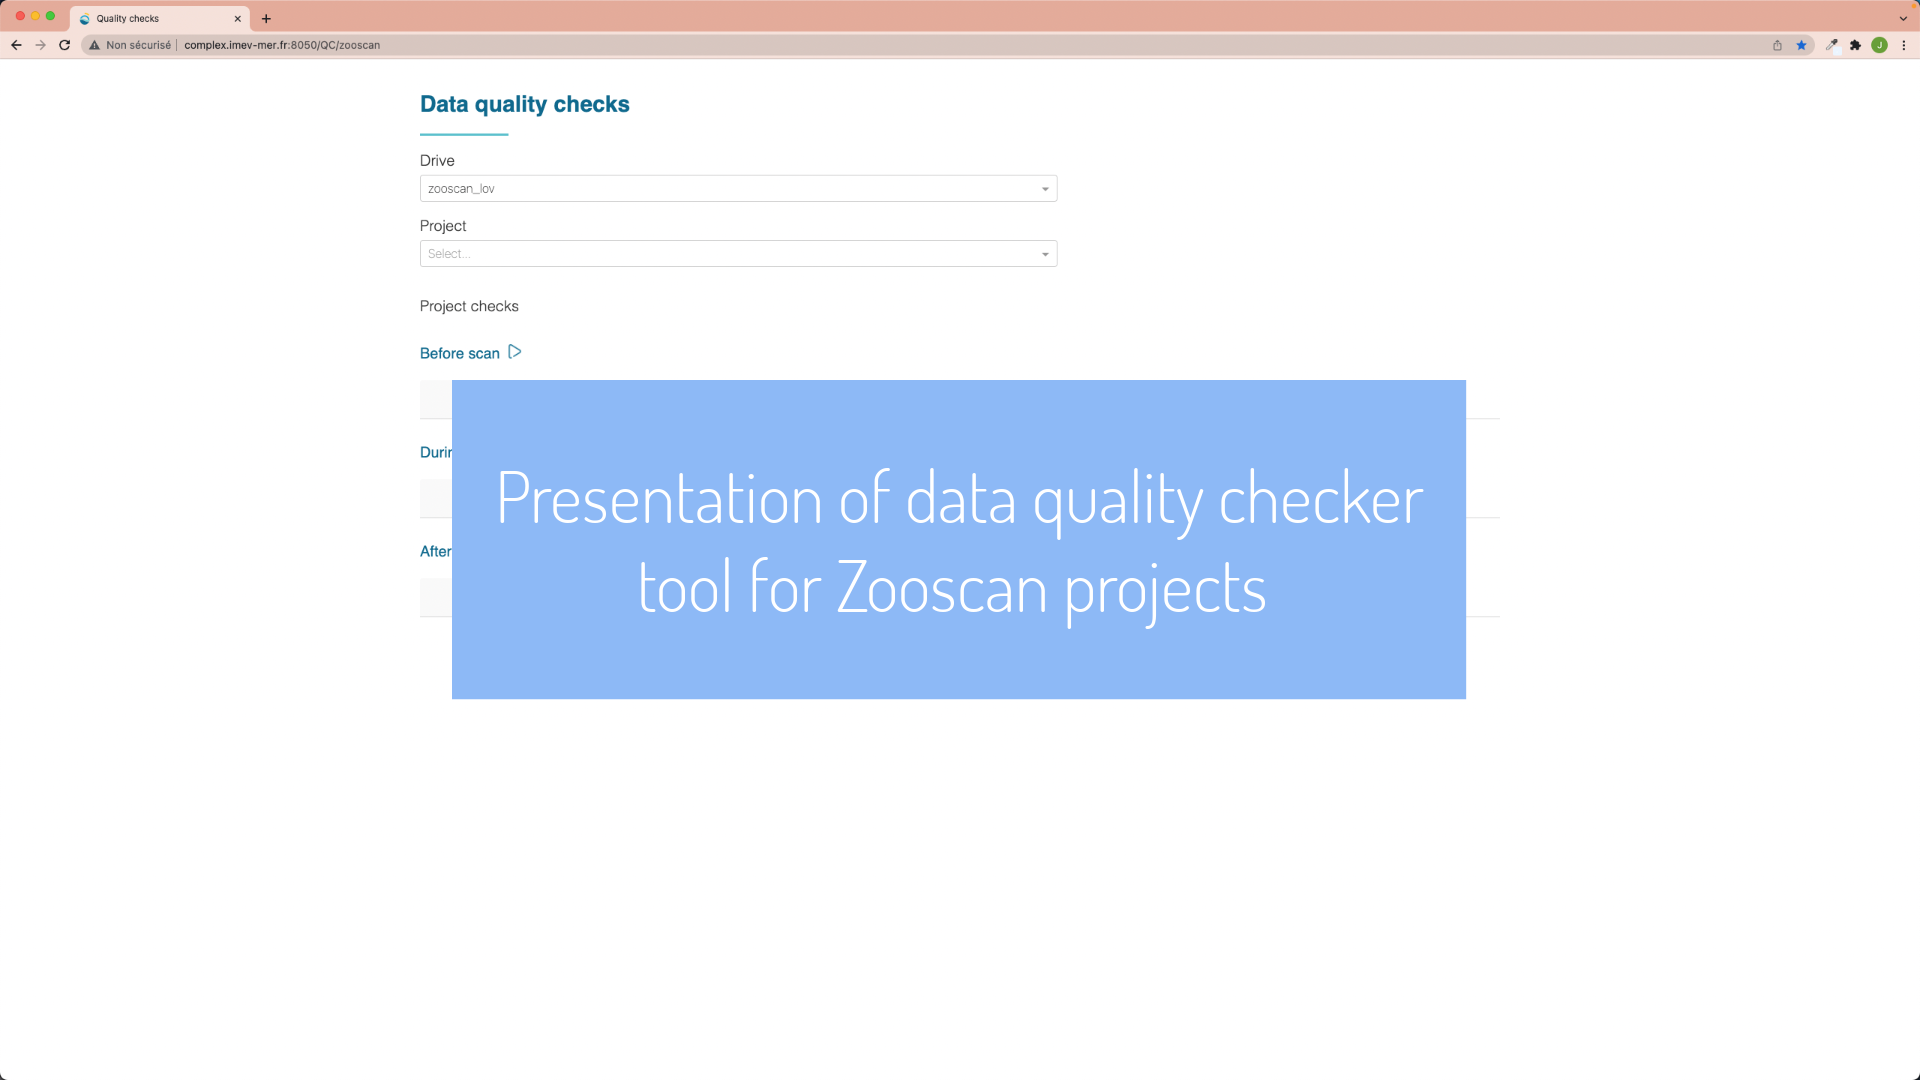 Quality checks
Non sécurisé complex.imev-mer.fr:8050/QC/zooscan
J
Data quality checks
Drive
zooscan_lov
Project
Select...
Project checks
Before scan
Presentation of data quality checker
tool for Zooscan projects
After